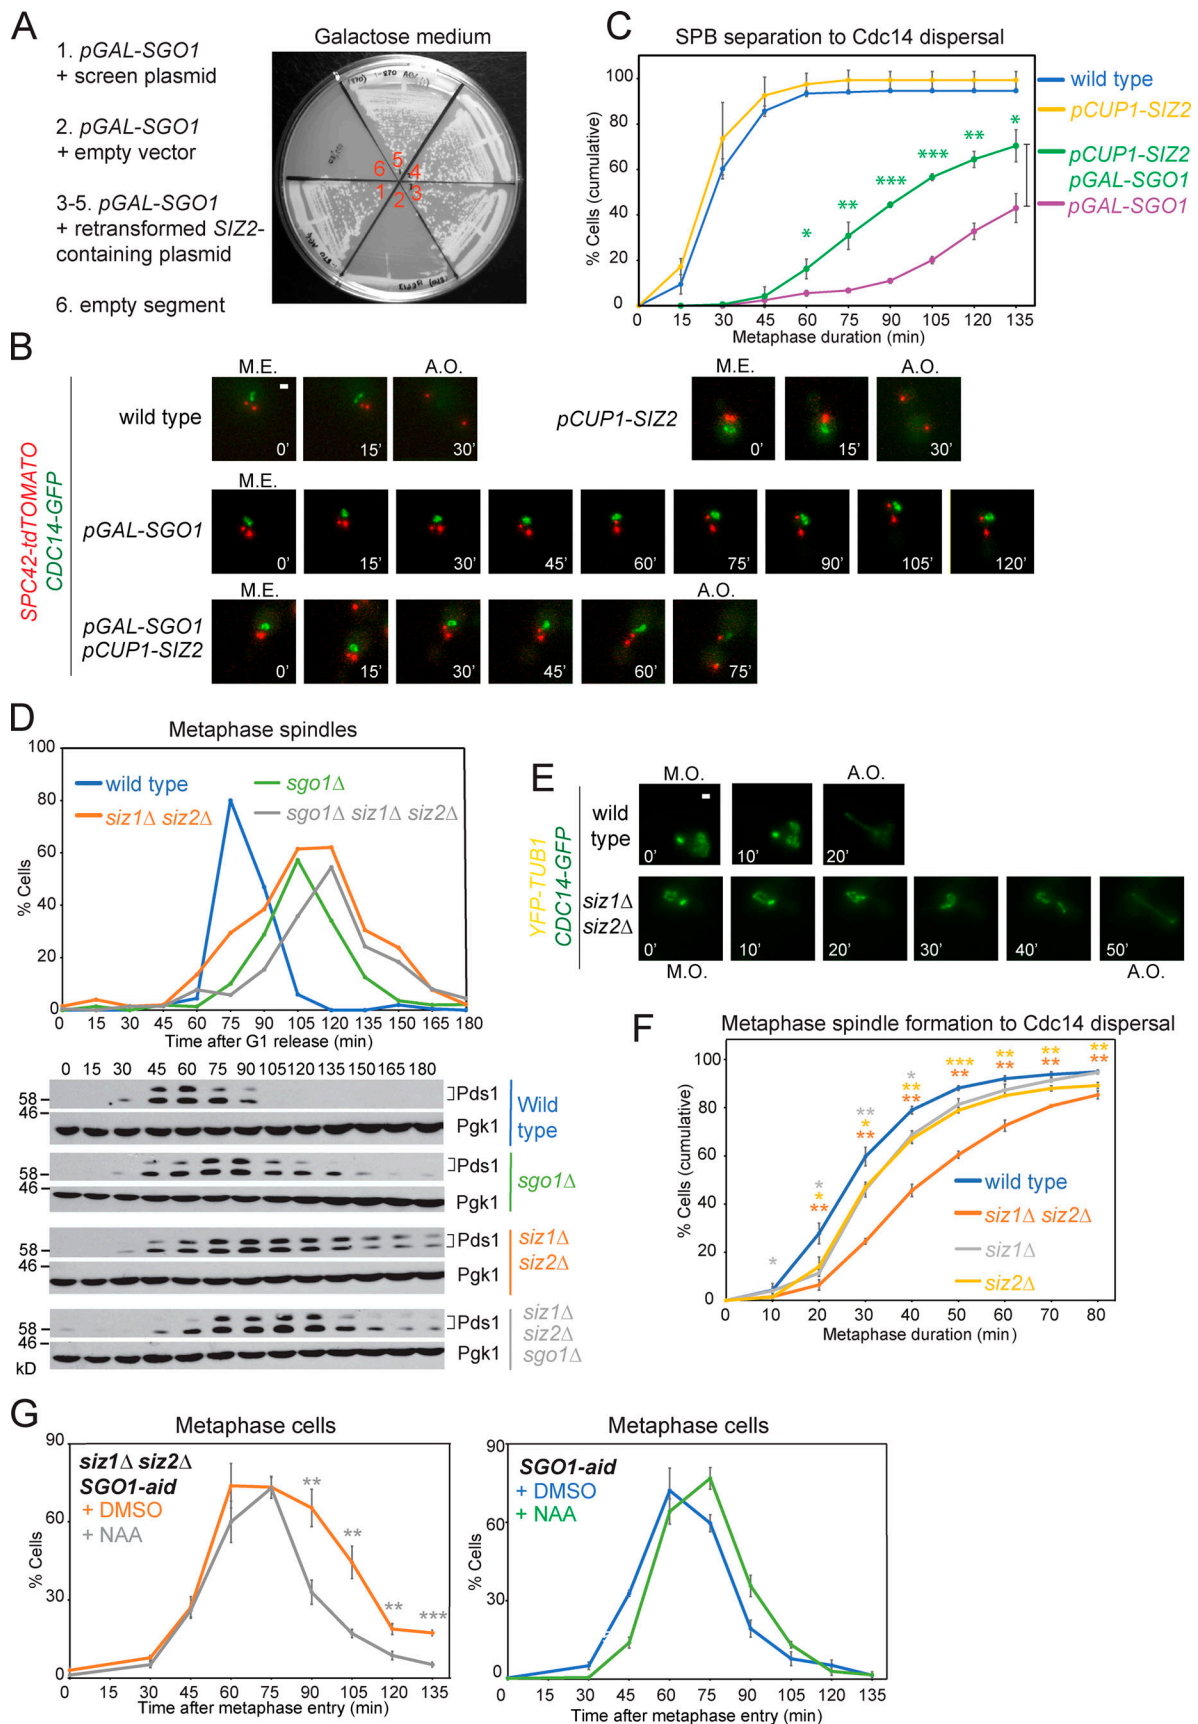 A
1. pGAL-SGO1
+ screen plasmid
2. pGAL-SGO1
+ empty vector
3-5. pGAL-SGO1
+ retransformed SIZ2-
containing plasmid
6. empty segment
Galactose medium
5
6
4
1
3
2
C
SPB separation to Cdc14 dispersal
% Cells (cumulative)
100
80
60
40
20
0
0 15 30 45 60 75 90 105 120 135
Metaphase duration (min)
* ** *** *** ** *
wild type
pCUP1-SIZ2
pCUP1-SIZ2
pGAL-SGO1
pGAL-SGO1
B
SPC42-tdTOMATO
CDC14-GFP
M.E. A.O.
wild type
0' 15' 30'
M.E. A.O.
pCUP1-SIZ2
0' 15' 30'
M.E.
pGAL-SGO1
0' 15' 30' 45' 60' 75' 90' 105' 120'
M.E. A.O.
pGAL-SGO1
pCUP1-SIZ2
0' 15' 30' 45' 60' 75'
D
Metaphase spindles
% Cells
100
80
60
40
20
0
wild type
sgo1Δ
siz1Δ siz2Δ
sgo1Δ siz1Δ siz2Δ
0 15 30 45 60 75 90 105 120 135 150 165 180
Time after G1 release (min)
0 15 30 45 60 75 90 105 120 135 165 180
58
46
Pds1
Pgk1
Wild
type
58
46
Pds1
Pgk1
sgo1Δ
58
46
Pds1
Pgk1
siz1Δ
siz2Δ
58
46
kD
Pds1
Pgk1
siz1Δ
siz2Δ
sgo1Δ
E
YFP-TUB1
CDC14-GFP
M.O. A.O.
wild
type
0' 10' 20'
siz1Δ
siz2Δ
0' 10' 20' 30' 40' 50'
M.O. A.O.
F
Metaphase spindle formation to Cdc14 dispersal
% Cells (cumulative)
100
80
60
40
20
0
* * ** * *** ** ** **
* * ** ** ** ** **
** ** **
wild type
siz1Δ siz2Δ
siz1Δ
siz2Δ
0 10 20 30 40 50 60 70 80
Metaphase duration (min)
G
Metaphase cells
% Cells
90
60
30
0
siz1Δ siz2Δ
SGO1-aid
+ DMSO
+ NAA
** ** ** ***
0 15 30 45 60 75 90 105 120 135
Time after metaphase entry (min)
Metaphase cells
% Cells
90
60
30
0
SGO1-aid
+ DMSO
+ NAA
0 15 30 45 60 75 90 105 120 135
Time after metaphase entry (min)